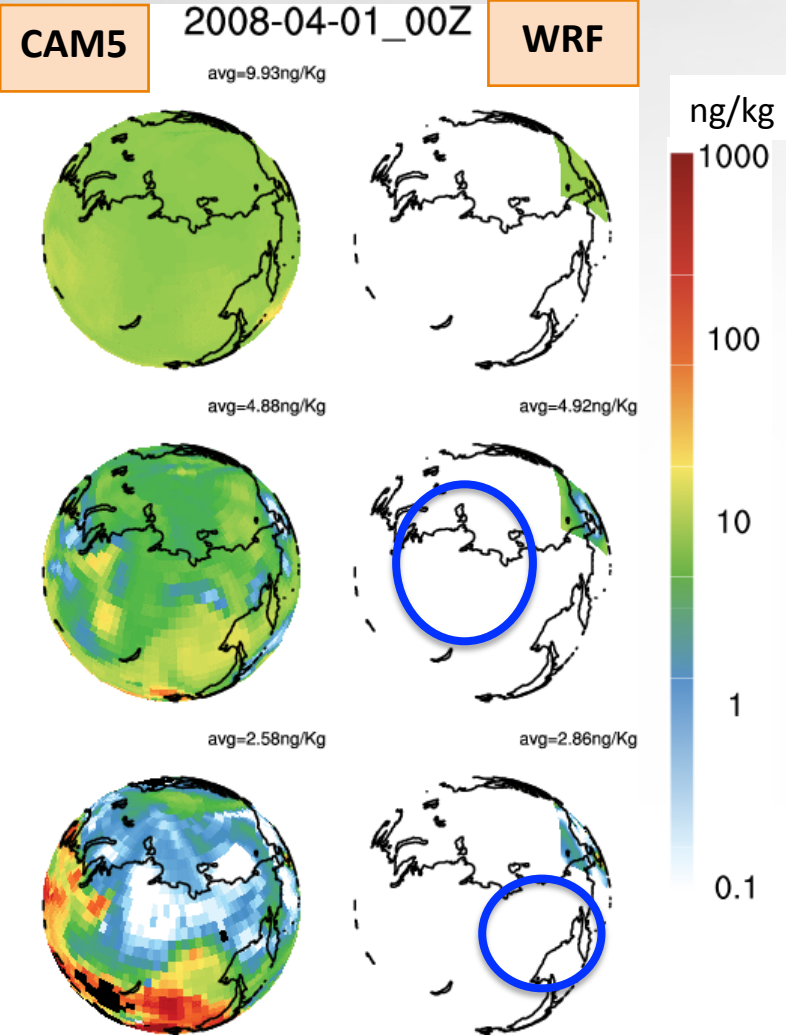 CAM5
2008-04-01_00Z
WRF
avg=9.93ng/Kg
ng/kg
1000
100
10
1
0.1
avg=4.88ng/Kg
avg=4.92ng/Kg
avg=2.58ng/Kg
avg=2.86ng/Kg